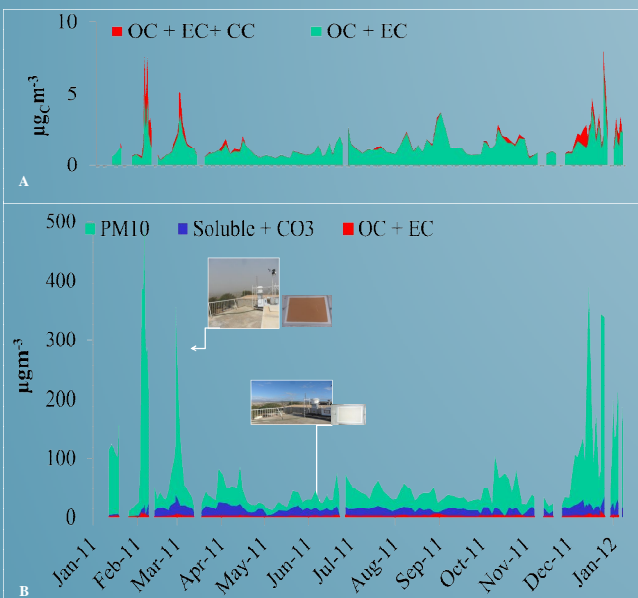 10
OC + EC+ CC
OC + EC
5
µgCm-3
0
A
500
PM10
Soluble + CO3
OC + EC
400
300
µgm-3
200
100
0
Jan-11
Feb-11
Mar-11
Apr-11
May-11
Jun-11
Jul-11
Aug-11
Sep-11
Oct-11
Nov-11
Dec-11
Jan-12
B